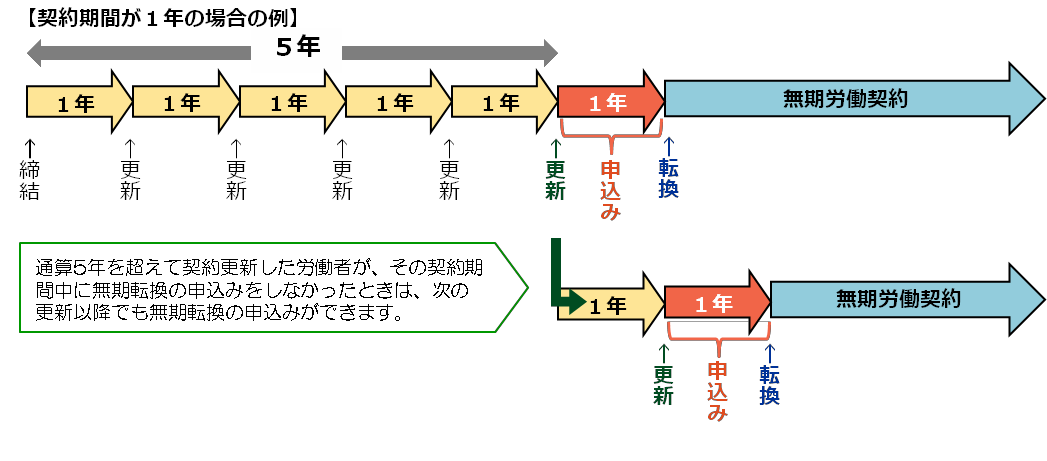 【契約期間が１年の場合の例】
５年
１年 １年 １年 １年 １年 １年 無期労働契約
↑締結 ↑更新 ↑更新 ↑更新 ↑更新 ↑更新 申込み ↑転換
通算5年を超えて契約更新した労働者が、その契約期
間中に無期転換の申込みをしなかったときは、次の
更新以降でも無期転換の申込みができます。
１年 １年 無期労働契約
↑更新 申込み ↑転換